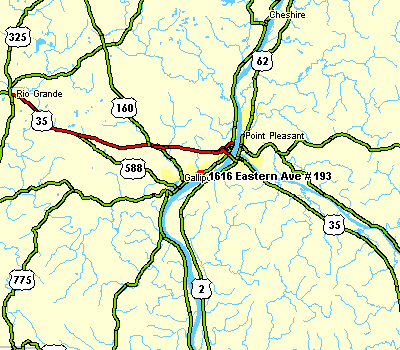 Cheshire
325
62
Rio Grande
160
35
Point Pleasant
588
Gallip
1616 Eastern Ave # 193
35
775
2